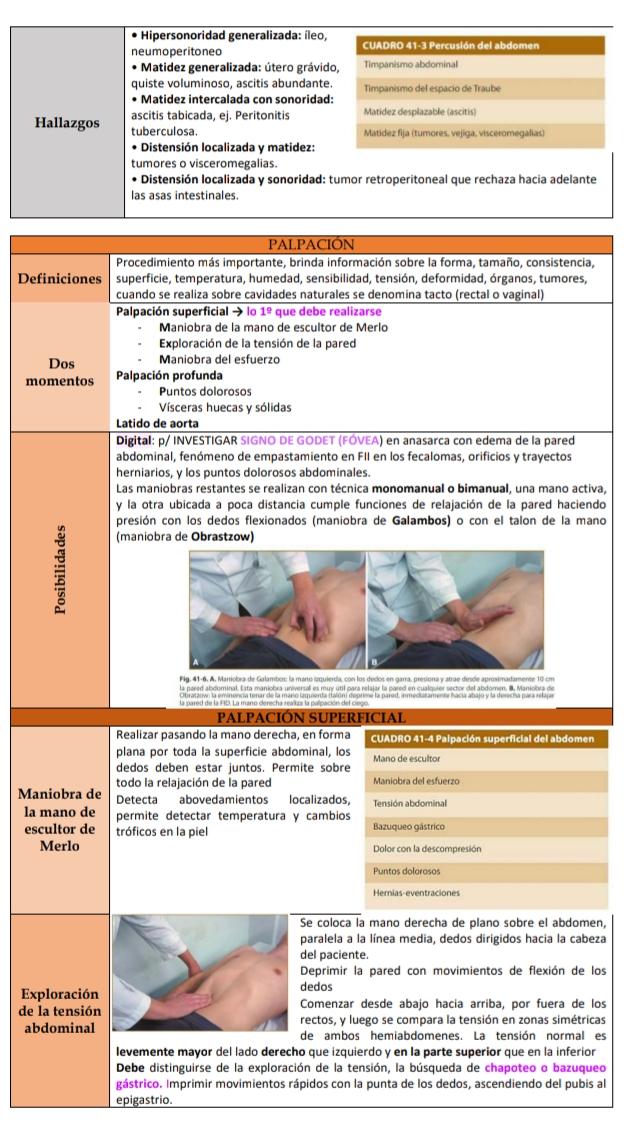 Hallazgos
• Hipersonoridad generalizada: íleo,
neumoperitoneo
• Matidez generalizada: útero grávido,
quiste voluminoso, ascitis abundante.
• Matidez intercalada con sonoridad:
ascitis tabicada, ej. Peritonitis
tuberculosa.
• Distensión localizada y matidez:
tumores o visceromegalias.
• Distensión localizada y sonoridad: tumor retroperitoneal que rechaza hacia adelante
las asas intestinales.
CUADRO 41-3 Percusión del abdomen
Timpanismo abdominal
Timpanismo del espacio de Traube
Matidez desplazable (ascitis)
Matidez fija (tumores, vejiga, visceromegalias)
PALPACIÓN
Definiciones
Procedimiento más importante, brinda información sobre la forma, tamaño, consistencia,
superficie, temperatura, humedad, sensibilidad, tensión, deformidad, órganos, tumores,
cuando se realiza sobre cavidades naturales se denomina tacto (rectal o vaginal)
Dos
momentos
Palpación superficial → lo 1º que debe realizarse
- Maniobra de la mano de escultor de Merlo
- Exploración de la tensión de la pared
- Maniobra del esfuerzo
Palpación profunda
- Puntos dolorosos
- Vísceras huecas y sólidas
Latido de aorta
Posibilidades
Digital: p/ INVESTIGAR SIGNO DE GODET (FÓVEA) en anasarca con edema de la pared
abdominal, fenómeno de empastamiento en FII en los fecalomas, orificios y trayectos
herniarios, y los puntos dolorosos abdominales.
Las maniobras restantes se realizan con técnica monomanual o bimanual, una mano activa,
y la otra ubicada a poca distancia cumple funciones de relajación de la pared haciendo
presión con los dedos flexionados (maniobra de Galambos) o con el talon de la mano
(maniobra de Obrastzow)
A
B
Fig. 41-6. A. Maniobra de Galambos: la mano izquierda, con los dedos en garra, presiona y atrae desde aproximadamente 10 cm
la pared abdominal. Esta maniobra universal es muy útil para relajar la pared en cualquier sector del abdomen. B. Maniobra de
Obratzow: la eminencia tenar de la mano izquierda (talón) deprime la pared, inmediatamente hacia abajo y la derecha para relajar
la pared de la FID. La mano derecha realiza la palpación del ciego.
PALPACIÓN SUPERFICIAL
Maniobra de
la mano de
escultor de
Merlo
Realizar pasando la mano derecha, en forma
plana por toda la superficie abdominal, los
dedos deben estar juntos. Permite sobre
todo la relajación de la pared
Detecta abovedamientos localizados,
permite detectar temperatura y cambios
tróficos en la piel
CUADRO 41-4 Palpación superficial del abdomen
Mano de escultor
Maniobra del esfuerzo
Tensión abdominal
Bazuqueo gástrico
Dolor con la descompresión
Puntos dolorosos
Hernias-eventraciones
Exploración
de la tensión
abdominal
Se coloca la mano derecha de plano sobre el abdomen,
paralela a la línea media, dedos dirigidos hacia la cabeza
del paciente.
Deprimir la pared con movimientos de flexión de los
dedos
Comenzar desde abajo hacia arriba, por fuera de los
rectos, y luego se compara la tensión en zonas simétricas
de ambos hemiabdomenes. La tensión normal es
levemente mayor del lado derecho que izquierdo y en la parte superior que en la inferior
Debe distinguirse de la exploración de la tensión, la búsqueda de chapoteo o bazuqueo
gástrico. Imprimir movimientos rápidos con la punta de los dedos, ascendiendo del pubis al
epigastrio.